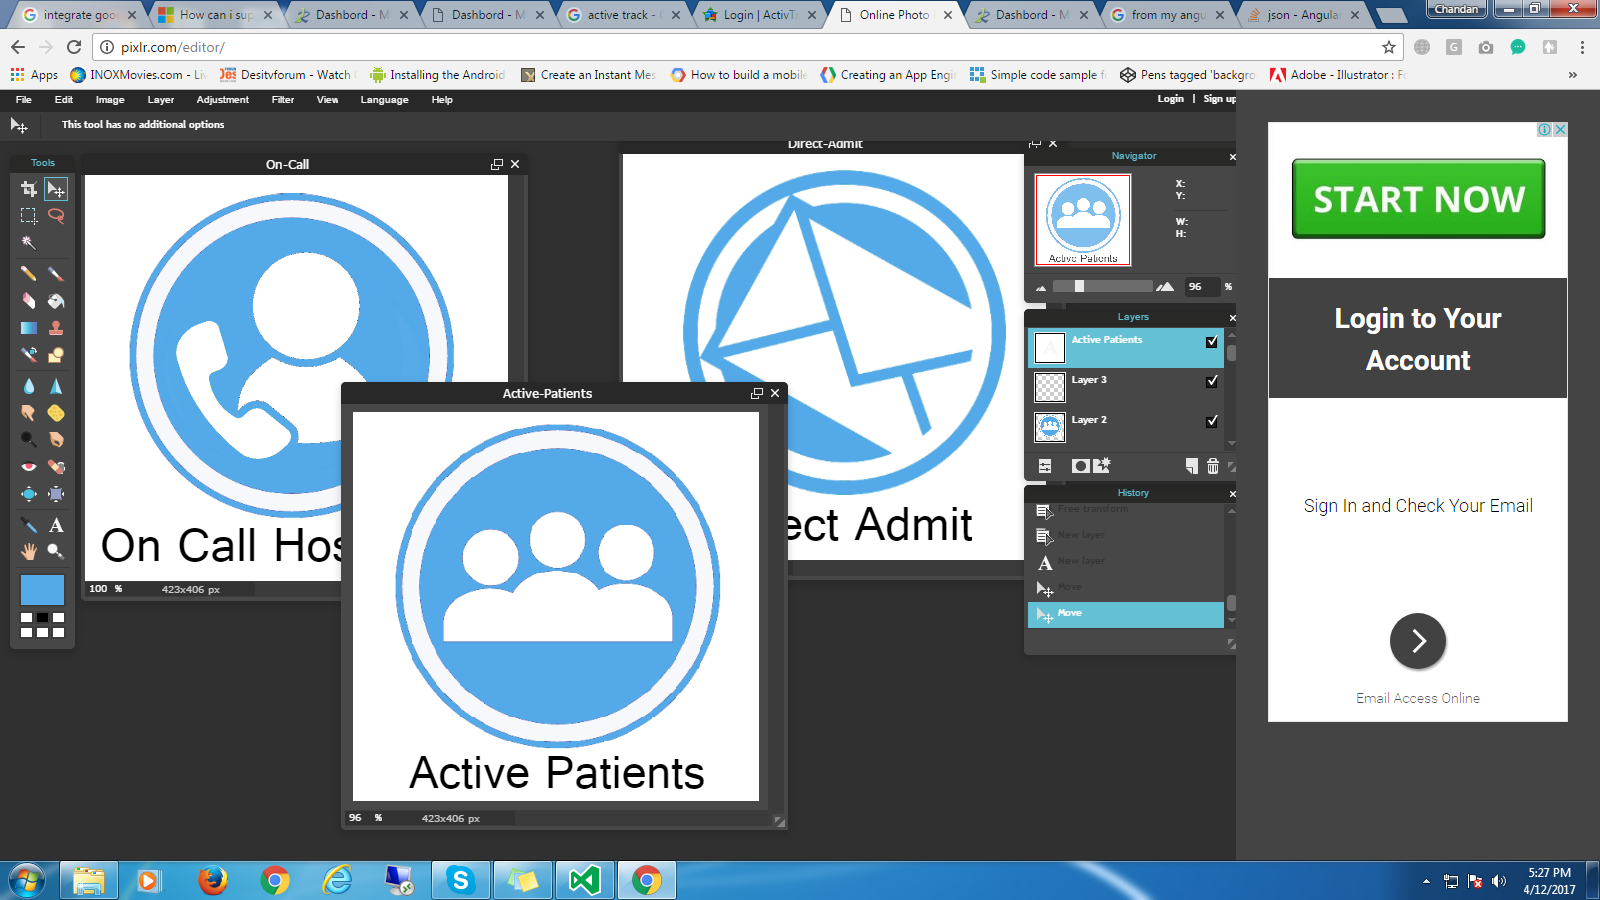 integrate goo
How can i sup
Dashbord - M
Dashbord - M
active track -
Login | ActivTr
Online Photo
Dashbord - M
from my angu
json - Angular
Chandan
pixlr.com/editor/
Apps
INOXMovies.com - Liv
Desitvforum - Watch
Installing the Android
Create an Instant Mes
How to build a mobile
Creating an App Engi
Simple code sample f
Pens tagged 'backgro
Adobe - Illustrator : F
»
File Edit Image Layer Adjustment Filter View Language Help
Login | Sign up
This tool has no additional options
Tools
On-Call
On Call Hos
100 % 423x406 px
Direct-Admit
ect Admit
Active-Patients
Active Patients
96 % 423x406 px
Navigator
X:
Y:
W:
H:
Active Patients
96 %
Layers
Active Patients
Layer 3
Layer 2
History
Free transform
New layer
New layer
Move
Move
START NOW
Login to Your
Account
Sign In and Check Your Email
Email Access Online
5:27 PM
4/12/2017